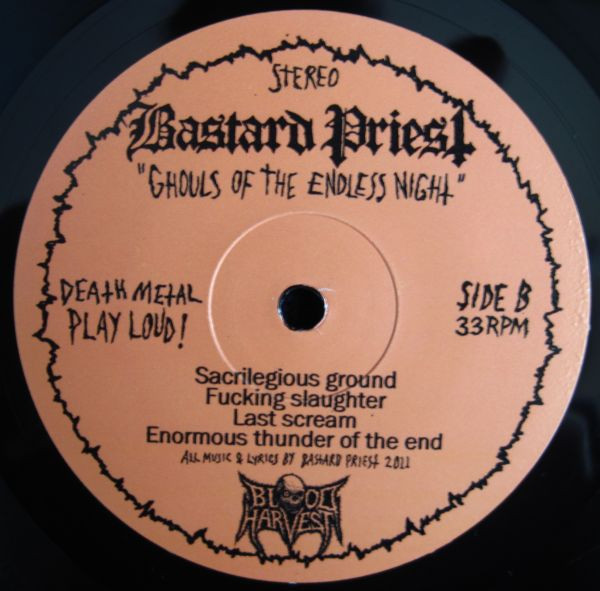 STEREO
Bastard Priest
"GHOULS OF THE ENDLESS NIGHT"
DEATH METAL
PLAY LOUD!
SIDE B
33RPM
Sacrilegious ground
Fucking slaughter
Last scream
Enormous thunder of the end
ALL MUSIC & LYRICS BY BASTARD PRIEST 2011
BLOOD
HARVEST